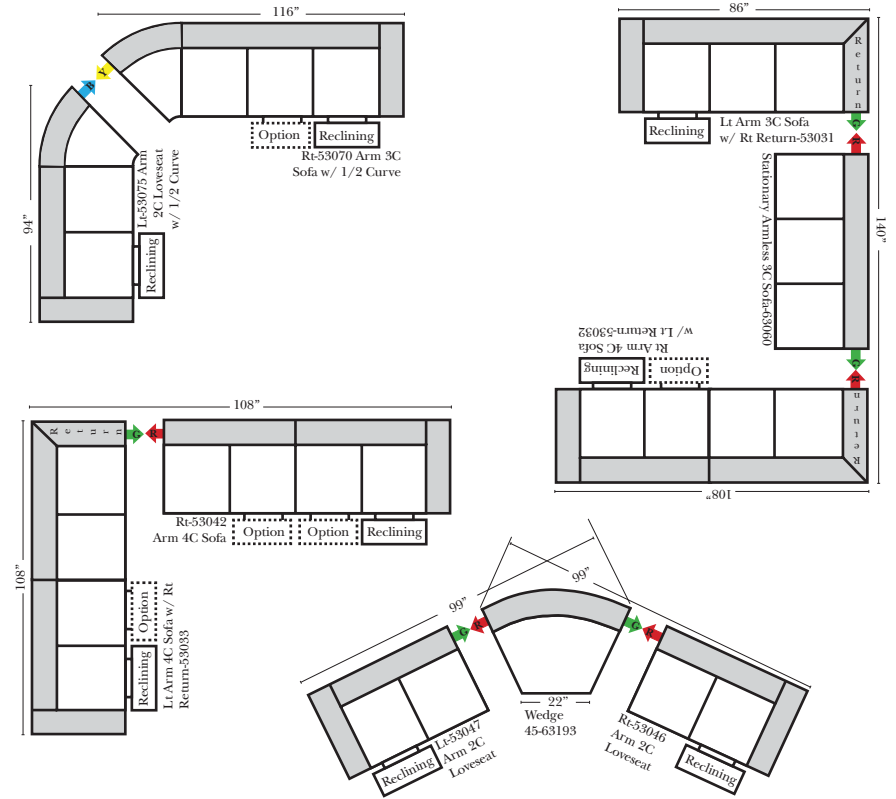 116”
B
Y
Option
Reclining
Rt-53070 Arm 3C
Sofa w/ 1/2 Curve
94”
Lt-53075 Arm
2C Loveseat
w/ 1/2 Curve
Reclining
86”
Return
Reclining
Lt Arm 3C Sofa
w/ Rt Return-53031
G
R
Stationary Armless 3C Sofa-63060
140”
G
R
Rt Arm 4C Sofa
w/ Lt Return-53032
Reclining
Option
Return
108”
108”
Return
G
R
Rt-53042
Arm 4C Sofa
Option
Option
Reclining
108”
Option
Reclining
Lt Arm 4C Sofa w/ Rt
Return-53033
99”
99”
G
R
G
R
22”
Wedge
45-63193
Lt-53047
Arm 2C
Loveseat
Reclining
Rt-53046
Arm 2C
Loveseat
Reclining